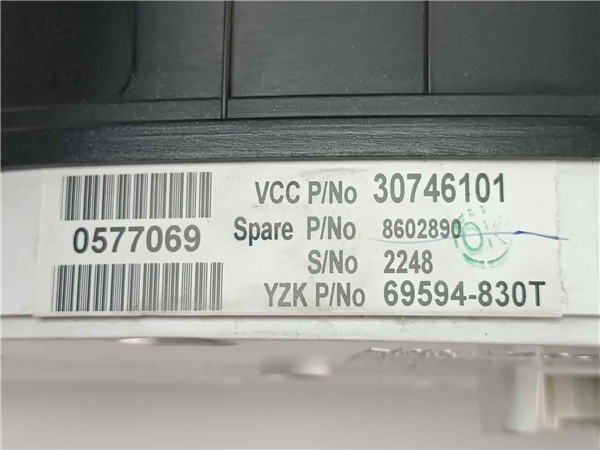 VCC P/No 30746101
0577069
Spare P/No 8602890
S/No 2248
YZK P/No 69594-830T